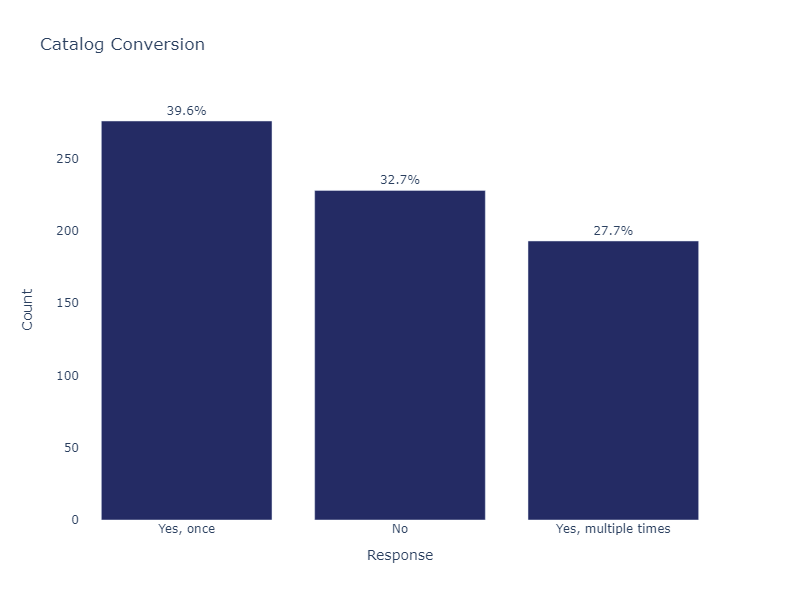 Catalog Conversion
39.6%
32.7%
27.7%
250
200
150
100
50
0
Count
Yes, once
No
Yes, multiple times
Response